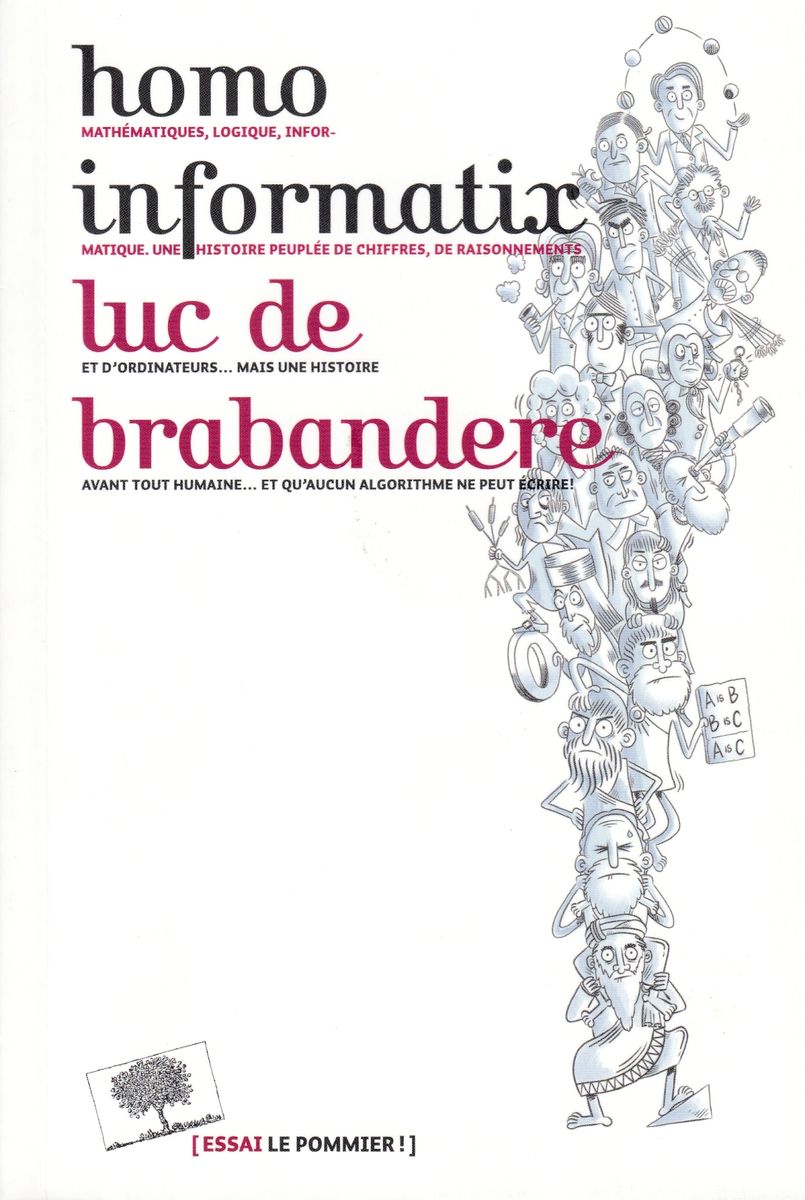 homo
MATHÉMATIQUES, LOGIQUE, INFOR-
informatix
MATIQUE. UNE HISTOIRE PEUPLÉE DE CHIFFRES, DE RAISONNEMENTS
luc de
ET D'ORDINATEURS... MAIS UNE HISTOIRE
brabandere
AVANT TOUT HUMAINE... ET QU'AUCUN ALGORITHME NE PEUT ÉCRIRE!
0
A IS B
B IS C
A IS C
[ESSAI LE POMMIER!]